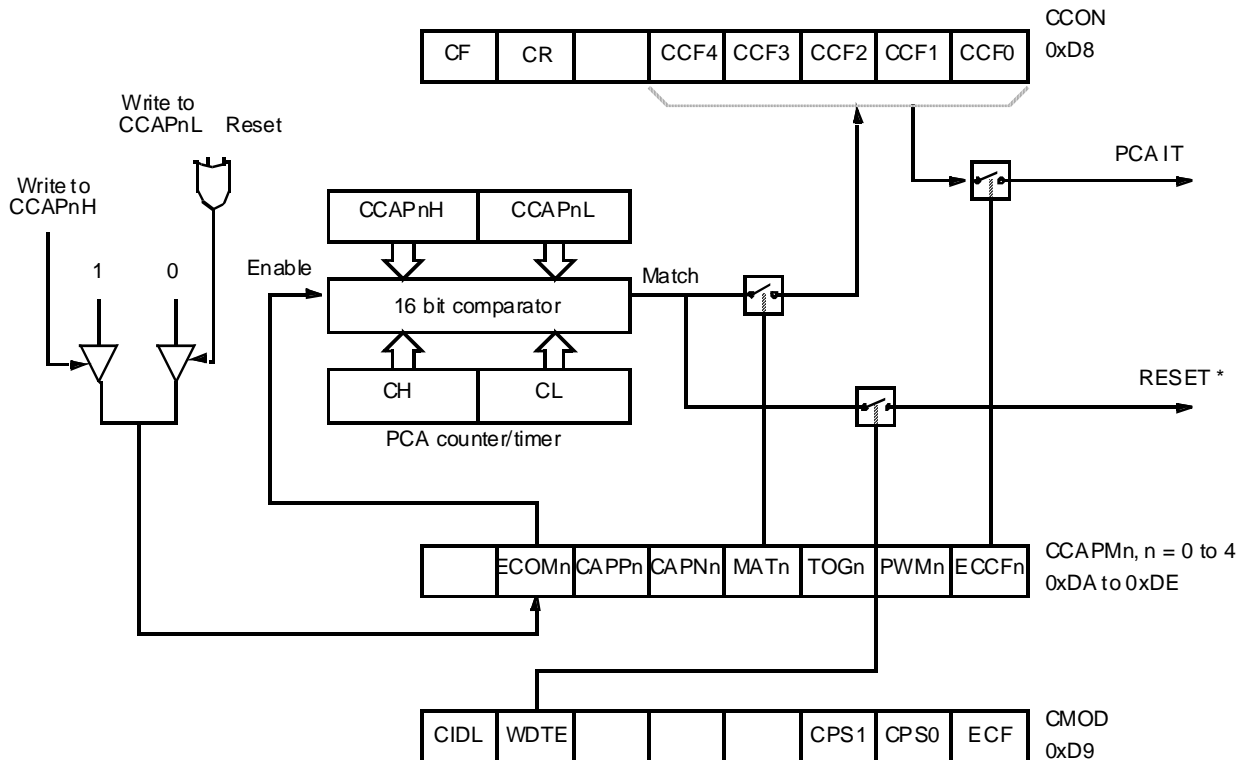 CCON
0xD8
CF CR CCF4 CCF3 CCF2 CCF1 CCF0
Write to
CCAPnL Reset
PCA IT
Write to
CCAPnH
CCAPnH CCAPnL
1 0
Enable
Match
16 bit comparator
RESET *
CH CL
PCA counter/timer
CCAPMn, n = 0 to 4
0xDA to 0xDE
ECOMn CAPPn CAPNn MATn TOGn PWMn ECCFn
CMOD
0xD9
CIDL WDTE CPS1 CPS0 ECF